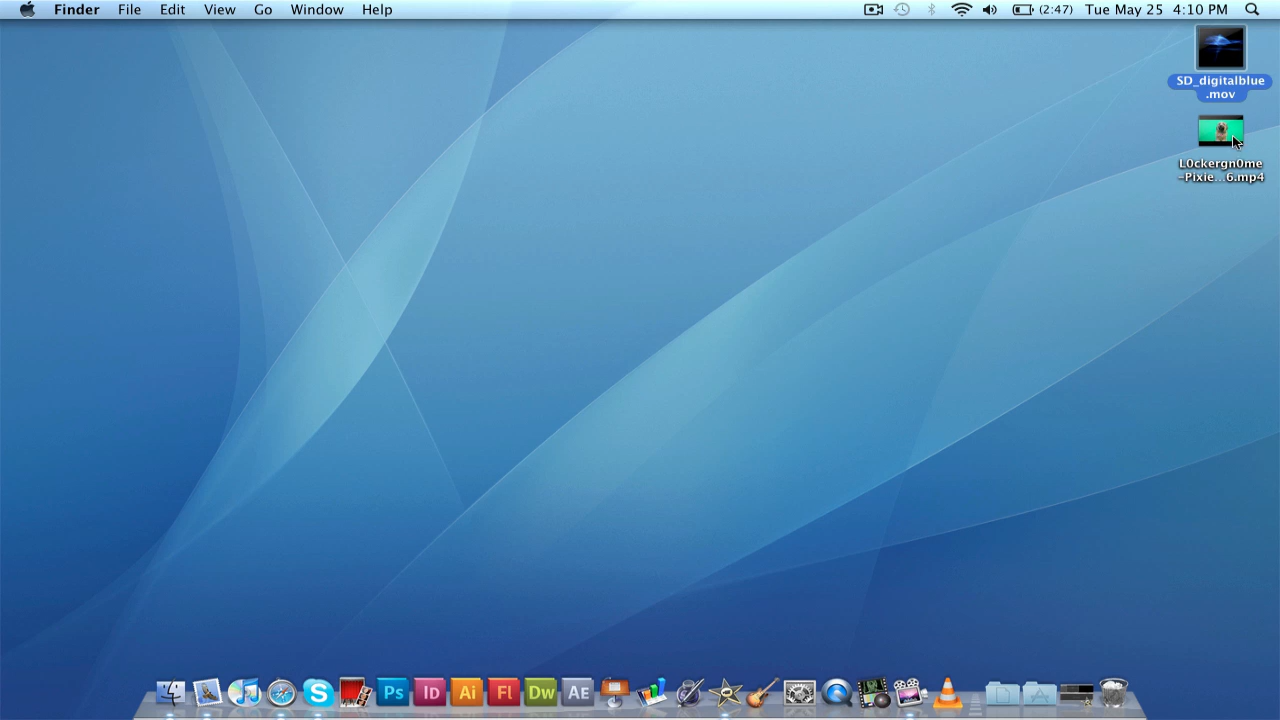 Finder File Edit View Go Window Help (2:47) Tue May 25 4:10 PM
SD_digitalblue
.mov
L0ckergn0me
-Pixie...6.mp4
Ps Id Ai Fl Dw AE